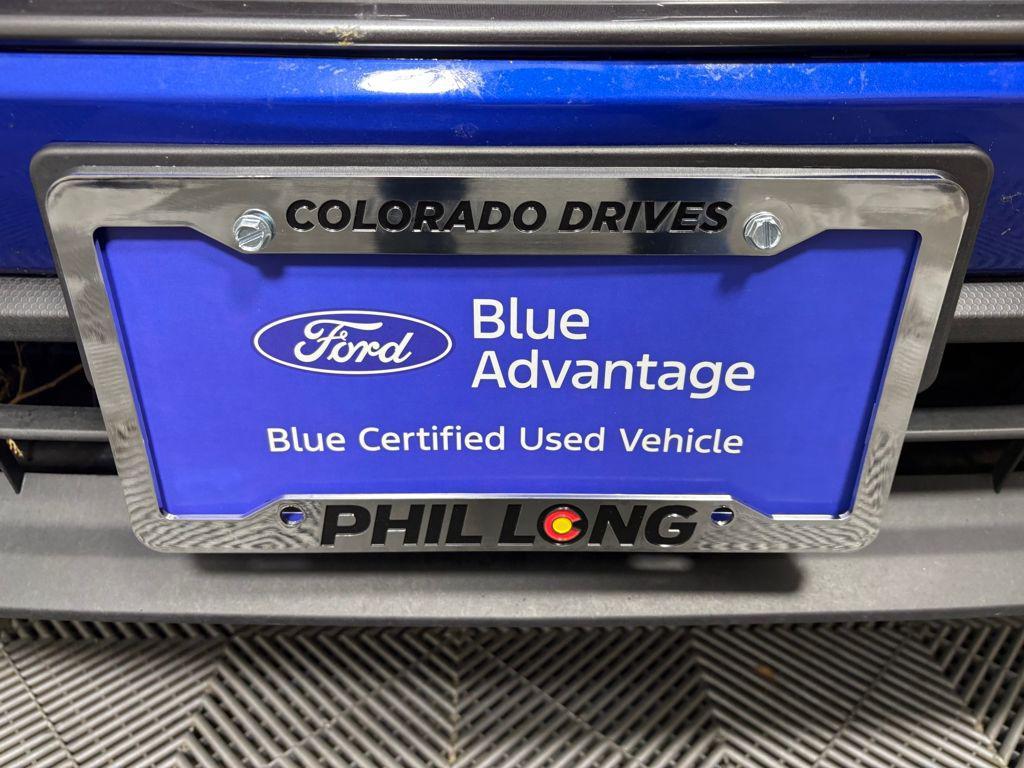 COLORADO DRIVES
Ford
Blue
Advantage
Blue Certified Used Vehicle
PHIL LONG